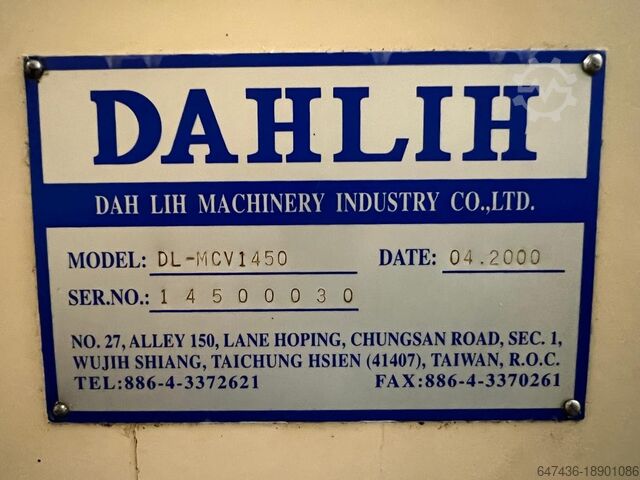 DAHLIH
DAH LIH MACHINERY INDUSTRY CO.,LTD.
MODEL: DL-MCV1450 DATE: 04.2000
SER.NO.: 14500030
NO. 27, ALLEY 150, LANE HOPING, CHUNGSAN ROAD, SEC. 1,
WUJIH SHIANG, TAICHUNG HSIEN (41407), TAIWAN, R.O.C.
TEL:886-4-3372621 FAX:886-4-3370261
647436-18901086